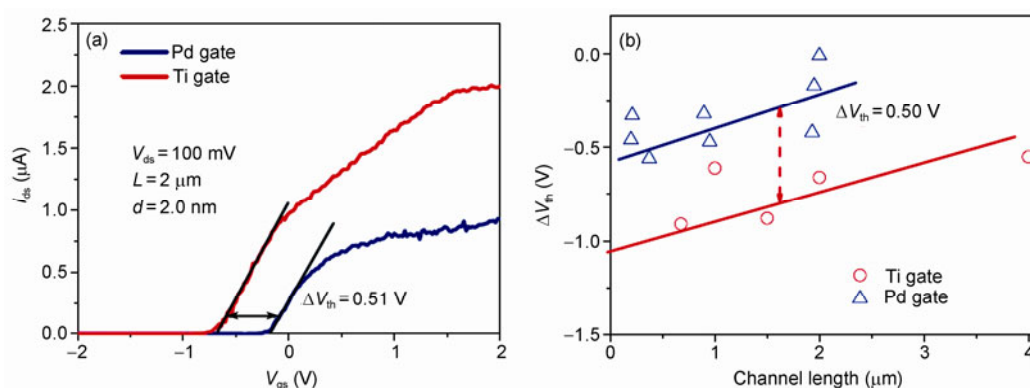 (a)
Pd gate
Ti gate
V_ds = 100 mV
L = 2 μm
d = 2.0 nm
ΔV_th = 0.51 V
i_ds (μA)
2.5
2.0
1.5
1.0
0.5
0.0
−2
−1
0
1
2
V_gs (V)
(b)
ΔV_th = 0.50 V
Ti gate
Pd gate
ΔV_th (V)
0.0
−0.5
−1.0
−1.5
0
1
2
3
4
Channel length (μm)